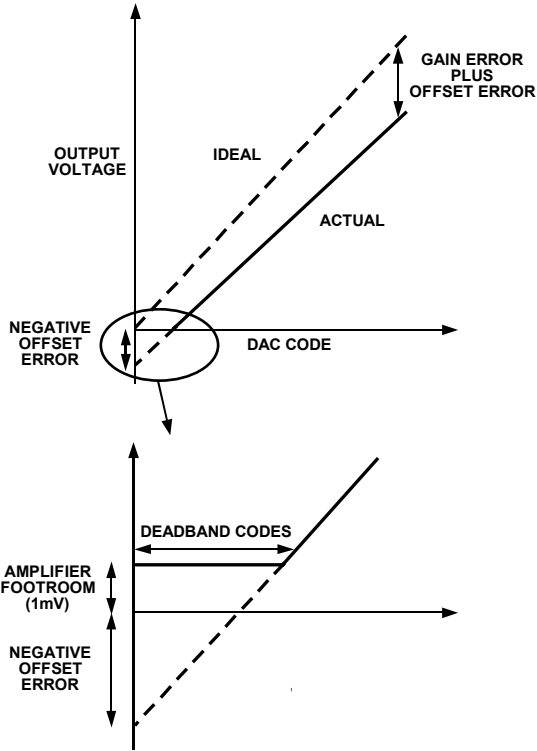 GAIN ERROR
PLUS
OFFSET ERROR
OUTPUT
VOLTAGE
IDEAL
ACTUAL
NEGATIVE
OFFSET
ERROR
DAC CODE
DEADBAND CODES
AMPLIFIER
FOOTROOM
(1mV)
NEGATIVE
OFFSET
ERROR